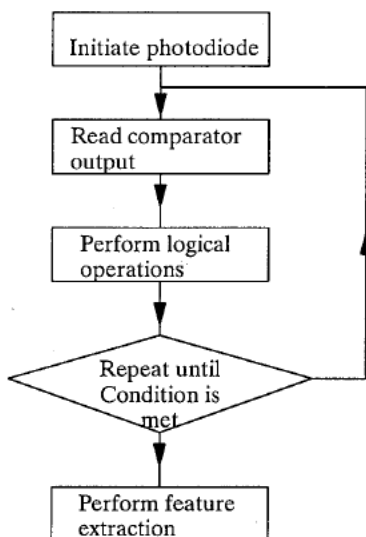 Initiate photodiode
Read comparator
output
Perform logical
operations
Repeat until
Condition is
met
Perform feature
extraction